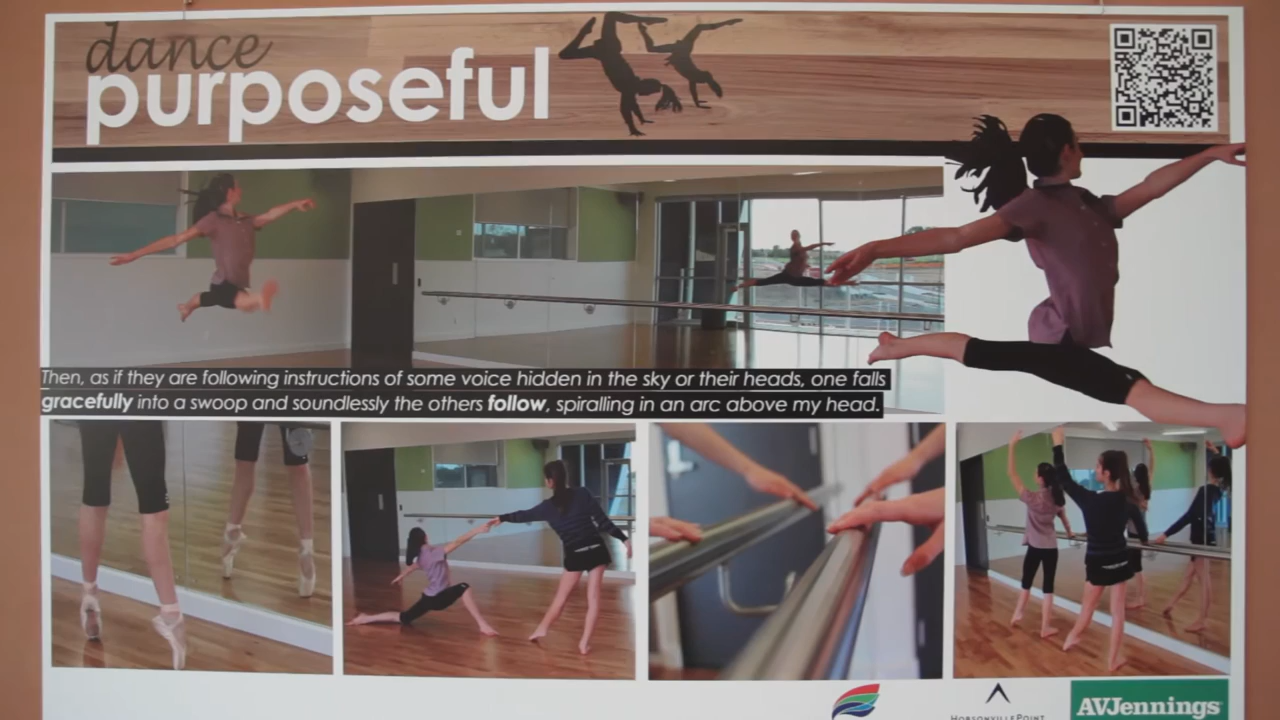 dance
purposeful
Then, as if they are following instructions of some voice hidden in the sky or their heads, one falls
gracefully into a swoop and soundlessly the others follow, spiralling in an arc above my head.
HOBSONVILLE POINT
AVJennings